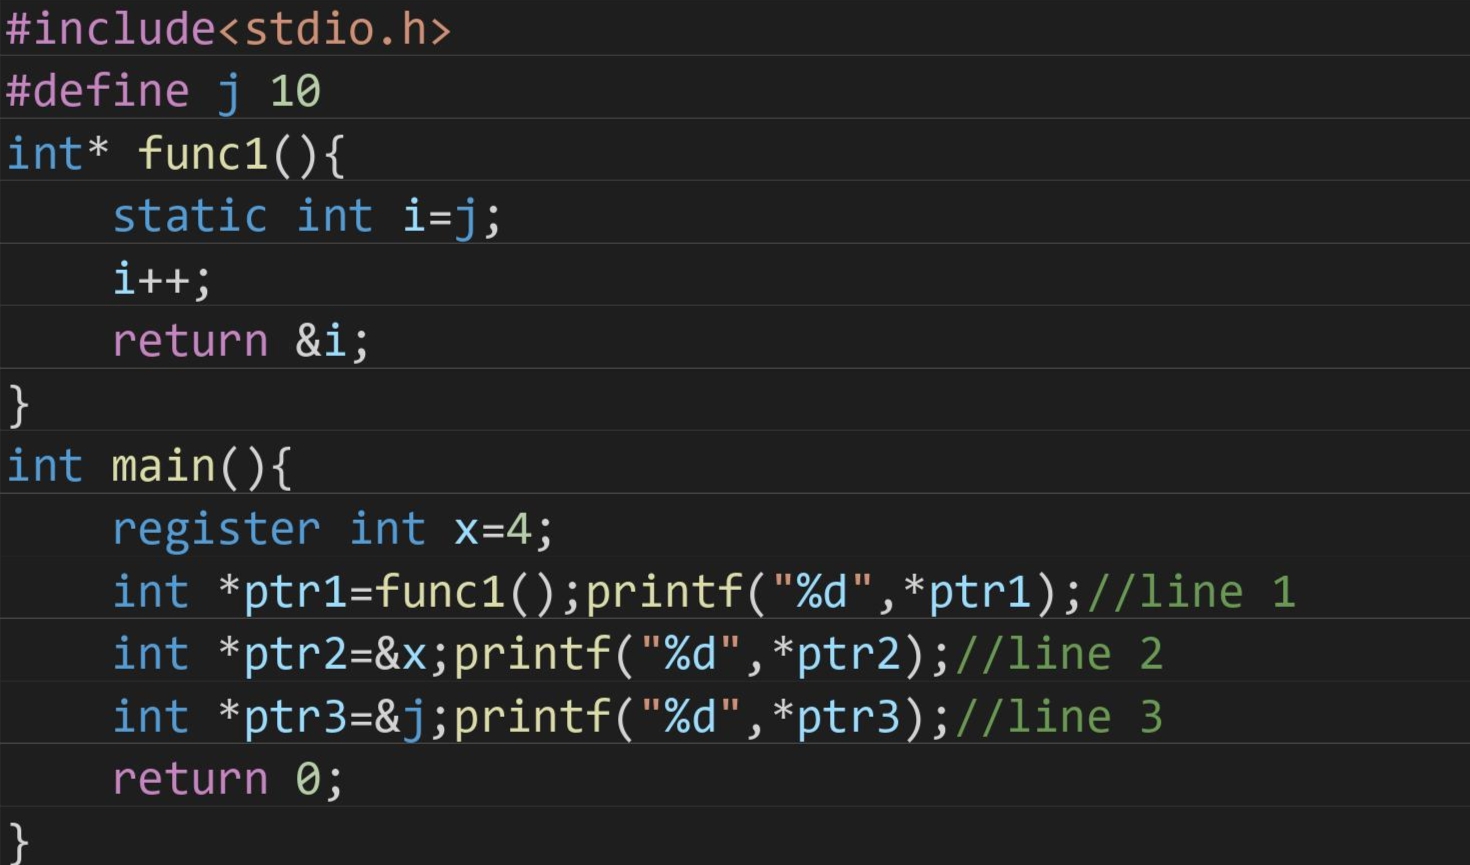 #include<stdio.h>
#define j 10
int* func1(){
    static int i=j;
    i++;
    return &i;
}
int main(){
    register int x=4;
    int *ptr1=func1();printf("%d",*ptr1);//line 1
    int *ptr2=&x;printf("%d",*ptr2);//line 2
    int *ptr3=&j;printf("%d",*ptr3);//line 3
    return 0;
}